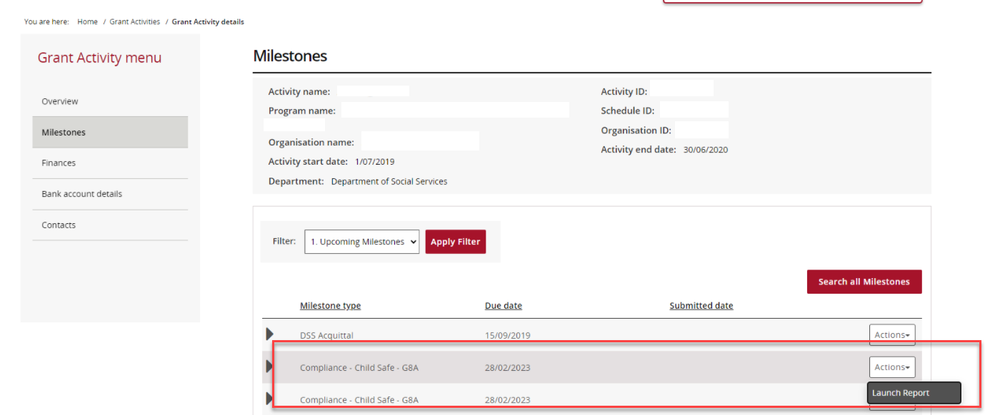 You are here: Home / Grant Activities / Grant Activity details
Grant Activity menu
Overview
Milestones
Finances
Bank account details
Contacts
Milestones
Activity name:
Program name:
Organisation name:
Activity start date: 1/07/2019
Department: Department of Social Services
Activity ID:
Schedule ID:
Organisation ID:
Activity end date: 30/06/2020
Filter: 1. Upcoming Milestones Apply Filter
Search all Milestones
Milestone type Due date Submitted date
DSS Acquittal 15/09/2019 Actions
Compliance - Child Safe - G8A 28/02/2023 Actions
Launch Report
Compliance - Child Safe - G8A 28/02/2023